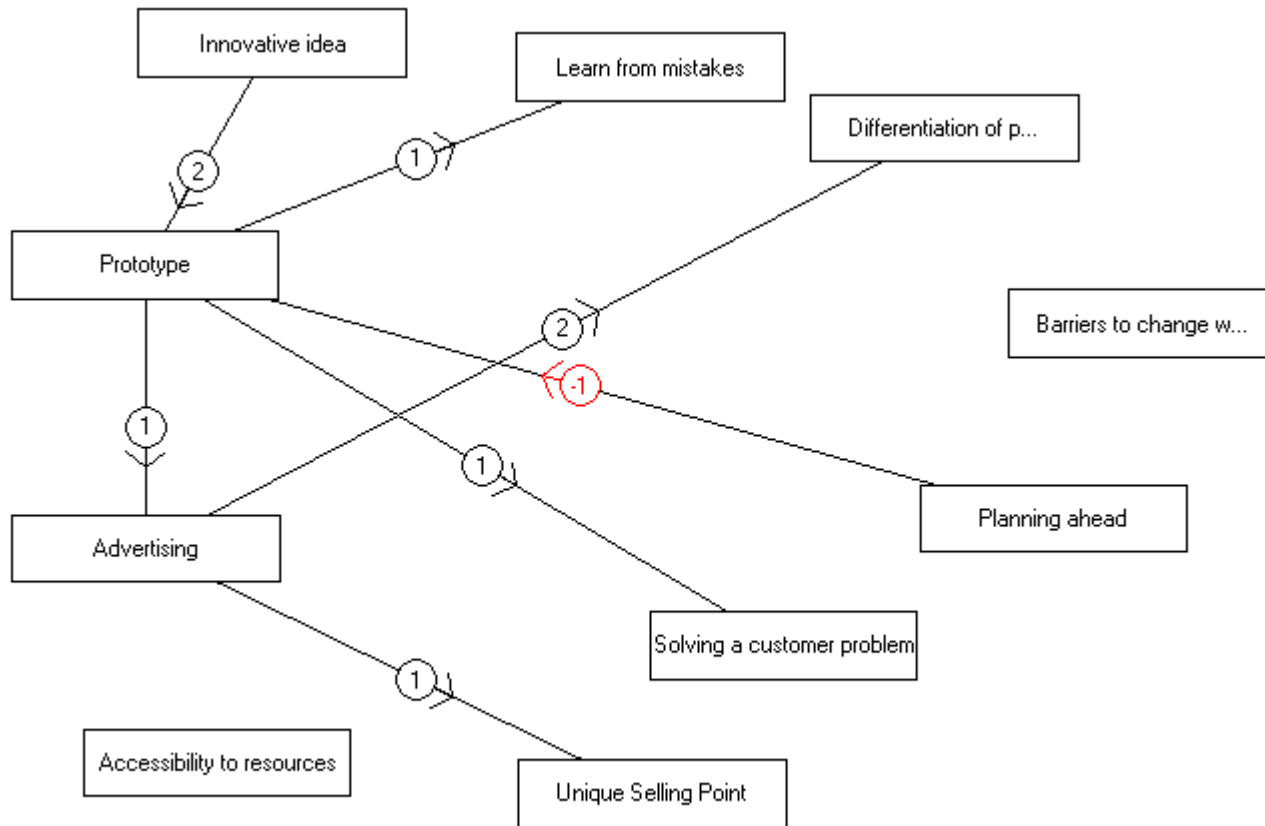 Innovative idea
Learn from mistakes
Differentiation of p...
2
1
Prototype
2
Barriers to change w...
-1
1
1
Planning ahead
Advertising
Solving a customer problem
1
Accessibility to resources
Unique Selling Point